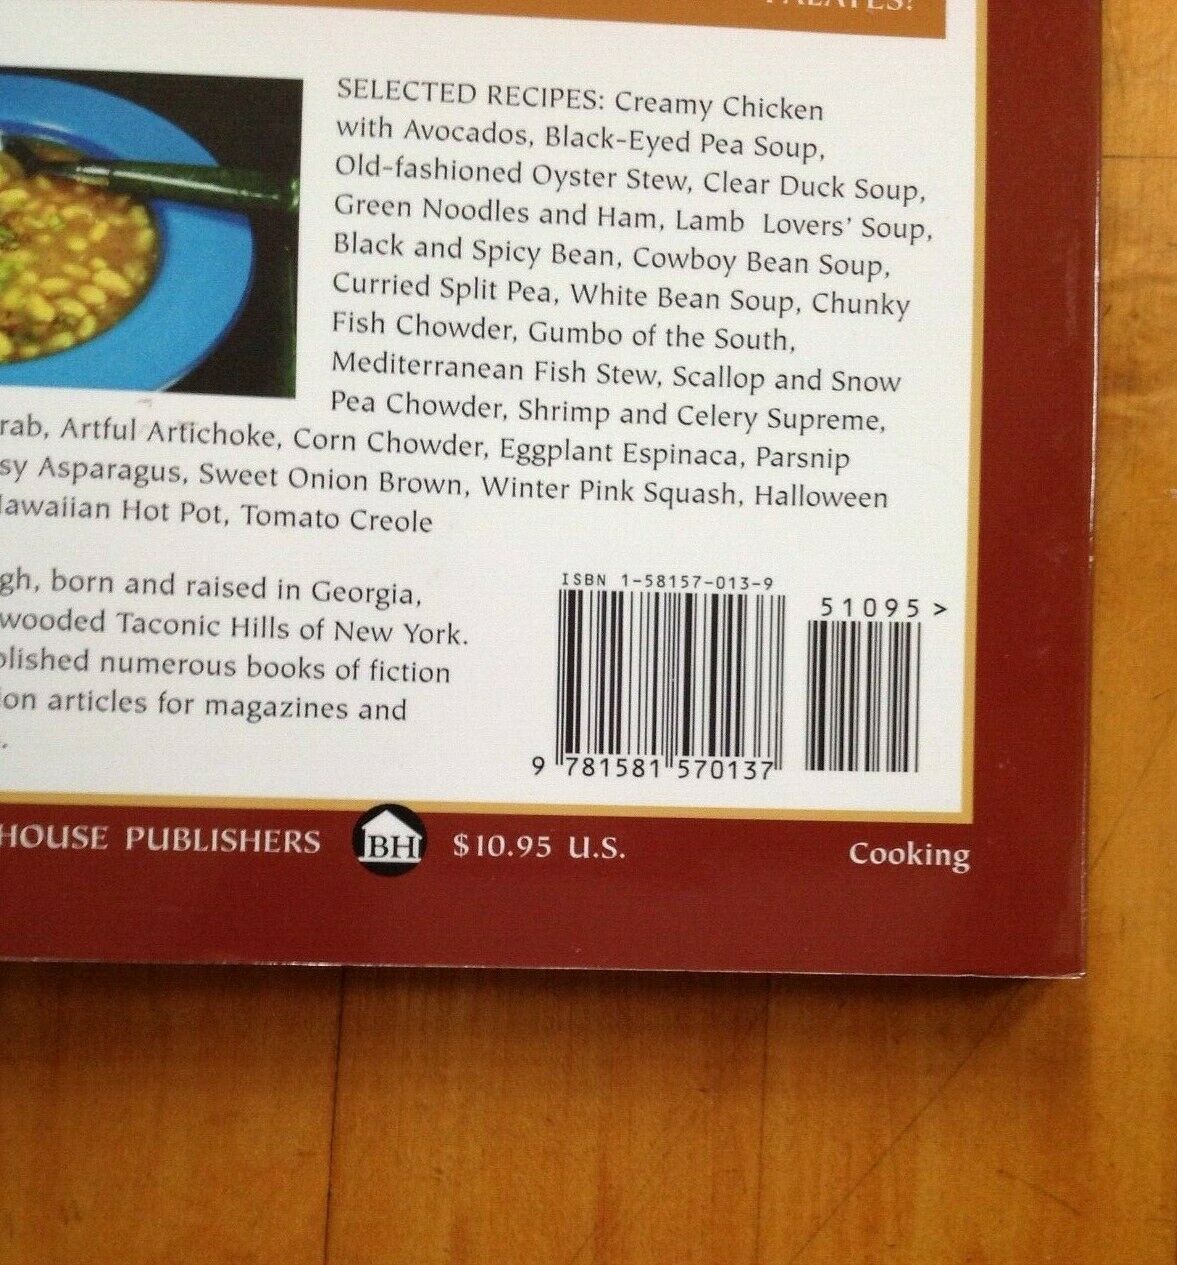 SELECTED RECIPES: Creamy Chicken
with Avocados, Black-Eyed Pea Soup,
Old-fashioned Oyster Stew, Clear Duck Soup,
Green Noodles and Ham, Lamb Lovers' Soup,
Black and Spicy Bean, Cowboy Bean Soup,
Curried Split Pea, White Bean Soup, Chunky
Fish Chowder, Gumbo of the South,
Mediterranean Fish Stew, Scallop and Snow
Pea Chowder, Shrimp and Celery Supreme,
rab, Artful Artichoke, Corn Chowder, Eggplant Espinaca, Parsnip
sy Asparagus, Sweet Onion Brown, Winter Pink Squash, Halloween
awaiian Hot Pot, Tomato Creole
gh, born and raised in Georgia,
wooded Taconic Hills of New York.
lished numerous books of fiction
ion articles for magazines and
ISBN 1-58157-013-9
51095 >
9 781581 570137
HOUSE PUBLISHERS BH $10.95 U.S. Cooking